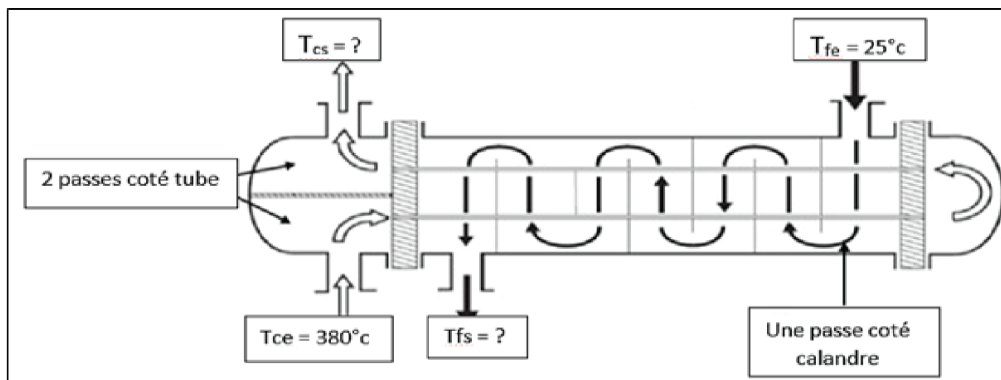 Tcs = ?
Tfe = 25°c
2 passes coté tube
Tce = 380°c
Tfs = ?
Une passe coté
calandre